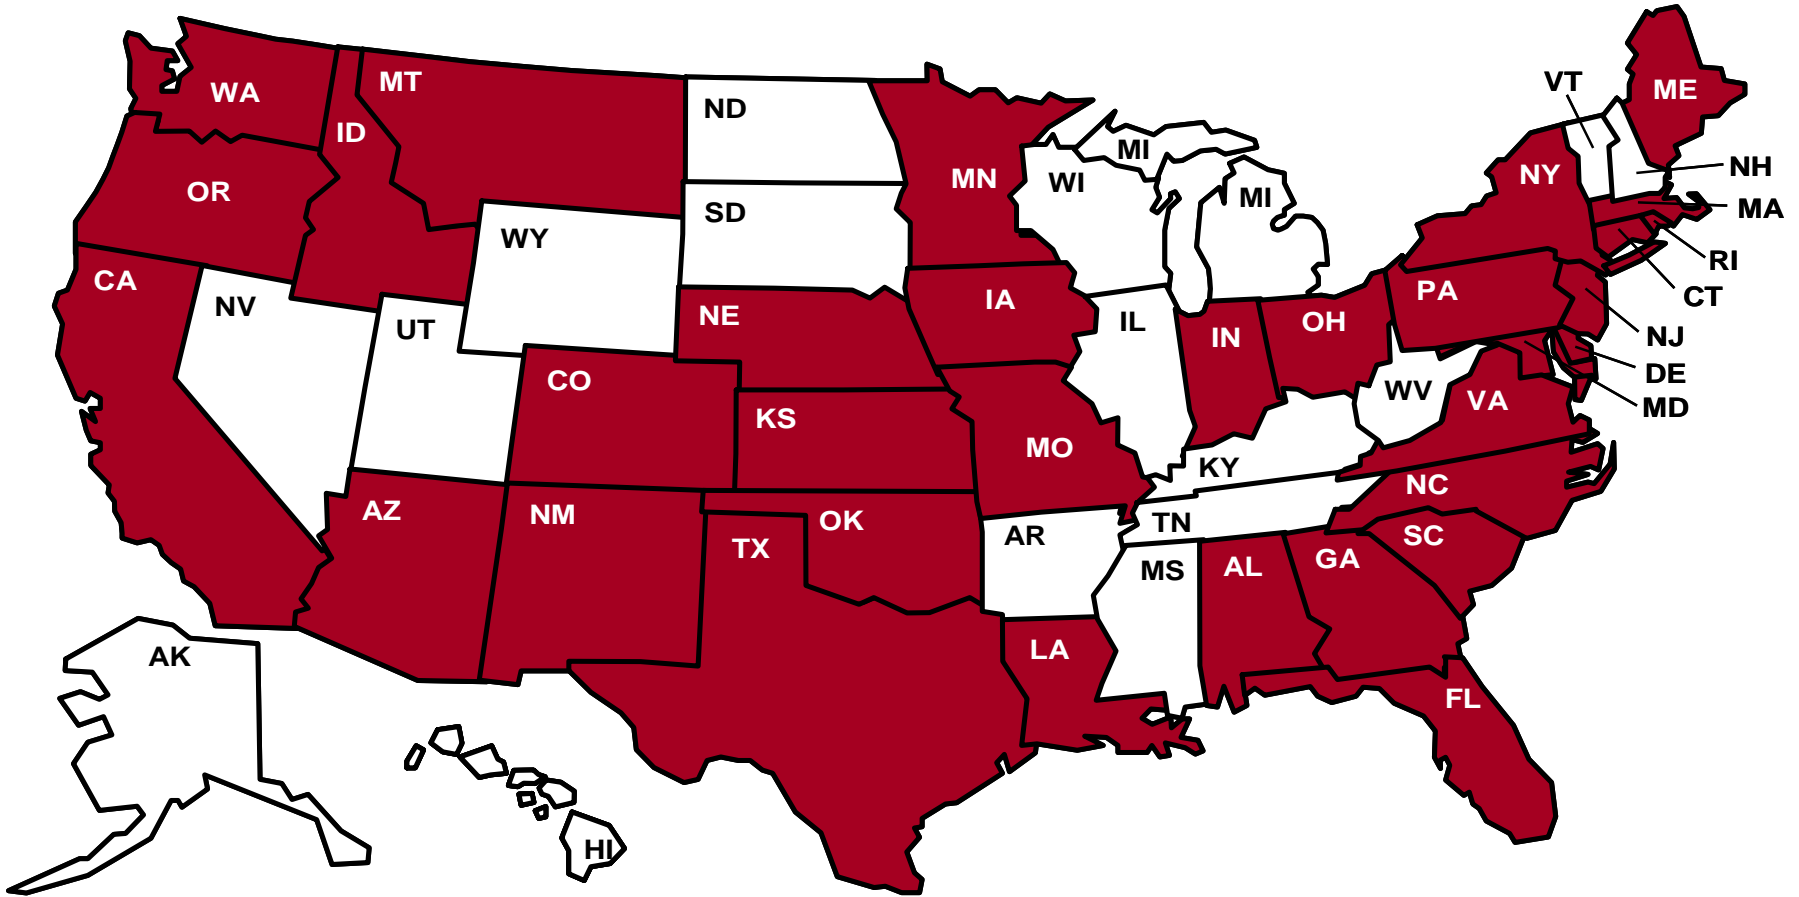 WA
MT
ND
MN
ID
OR
SD
WY
WI
MI
MI
VT
ME
NH
NY
MA
RI
CT
CA
NV
UT
NE
IA
IL
IN
OH
PA
NJ
DE
MD
CO
KS
MO
WV
VA
KY
AZ
NM
OK
AR
TN
NC
SC
TX
MS
AL
GA
LA
FL
AK
HI